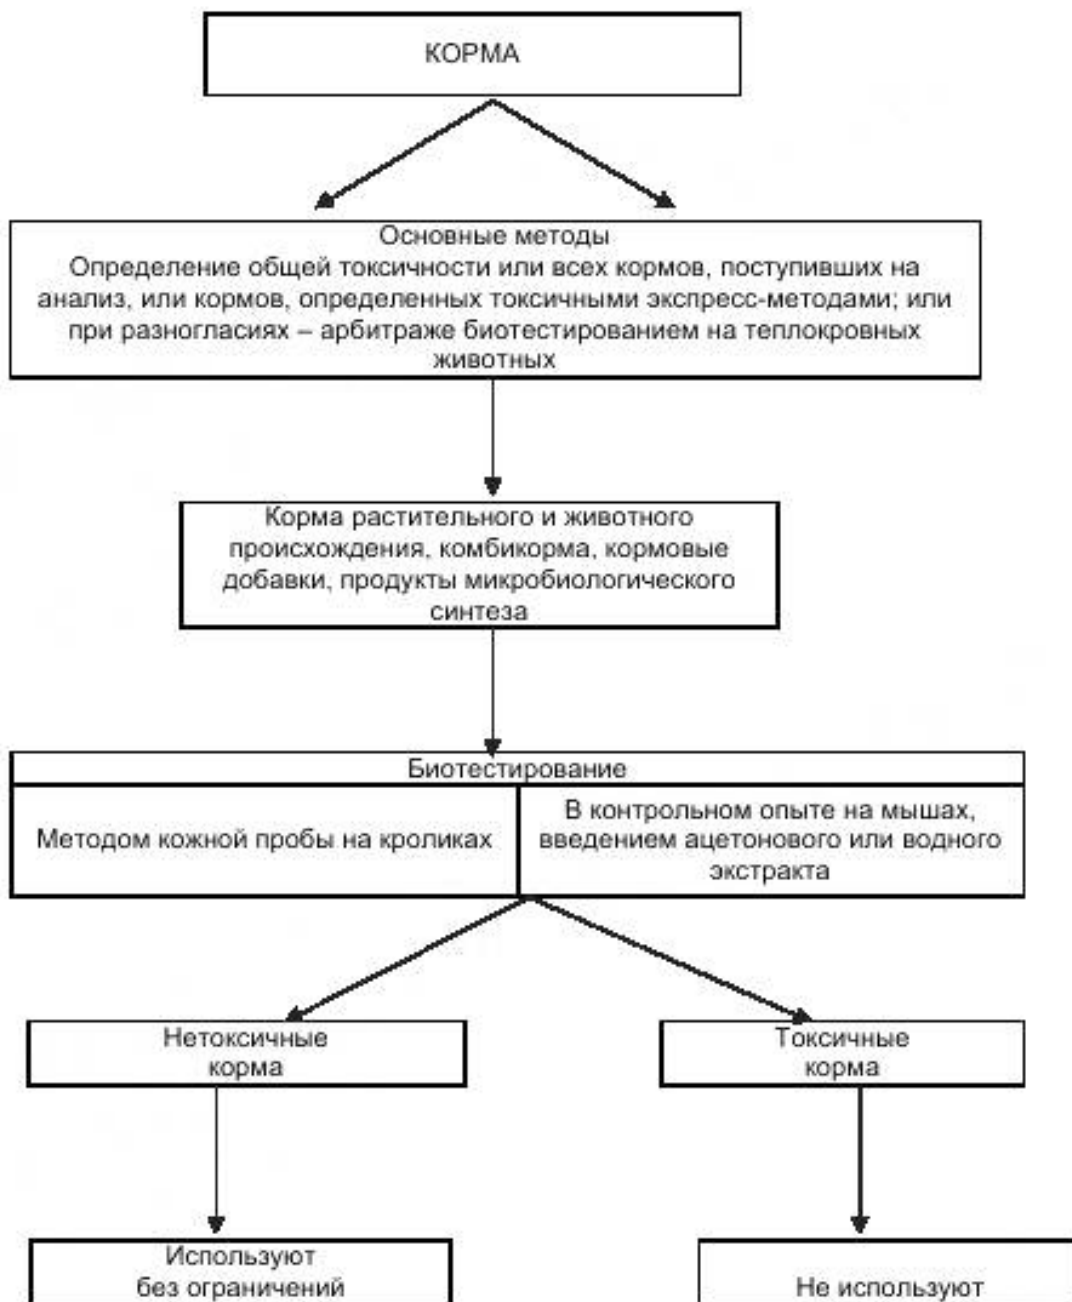 КОРМА
Основные методы
Определение общей токсичности или всех кормов, поступивших на
анализ, или кормов, определенных токсичными экспресс-методами; или
при разногласиях – арбитраже биотестированием на теплокровных
животных
Корма растительного и животного
происхождения, комбикорма, кормовые
добавки, продукты микробиологического
синтеза
Биотестирование
Методом кожной пробы на кроликах
В контрольном опыте на мышах,
введением ацетонового или водного
экстракта
Нетоксичные
корма
Токсичные
корма
Используют
без ограничений
Не используют